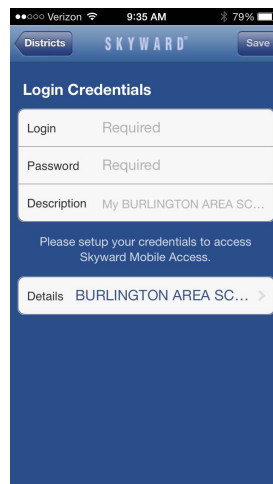 Verizon 9:35 AM 79%
Districts SKYWARD® Save
Login Credentials
Login Required
Password Required
Description My BURLINGTON AREA SC...
Please setup your credentials to access
Skyward Mobile Access.
Details BURLINGTON AREA SC...